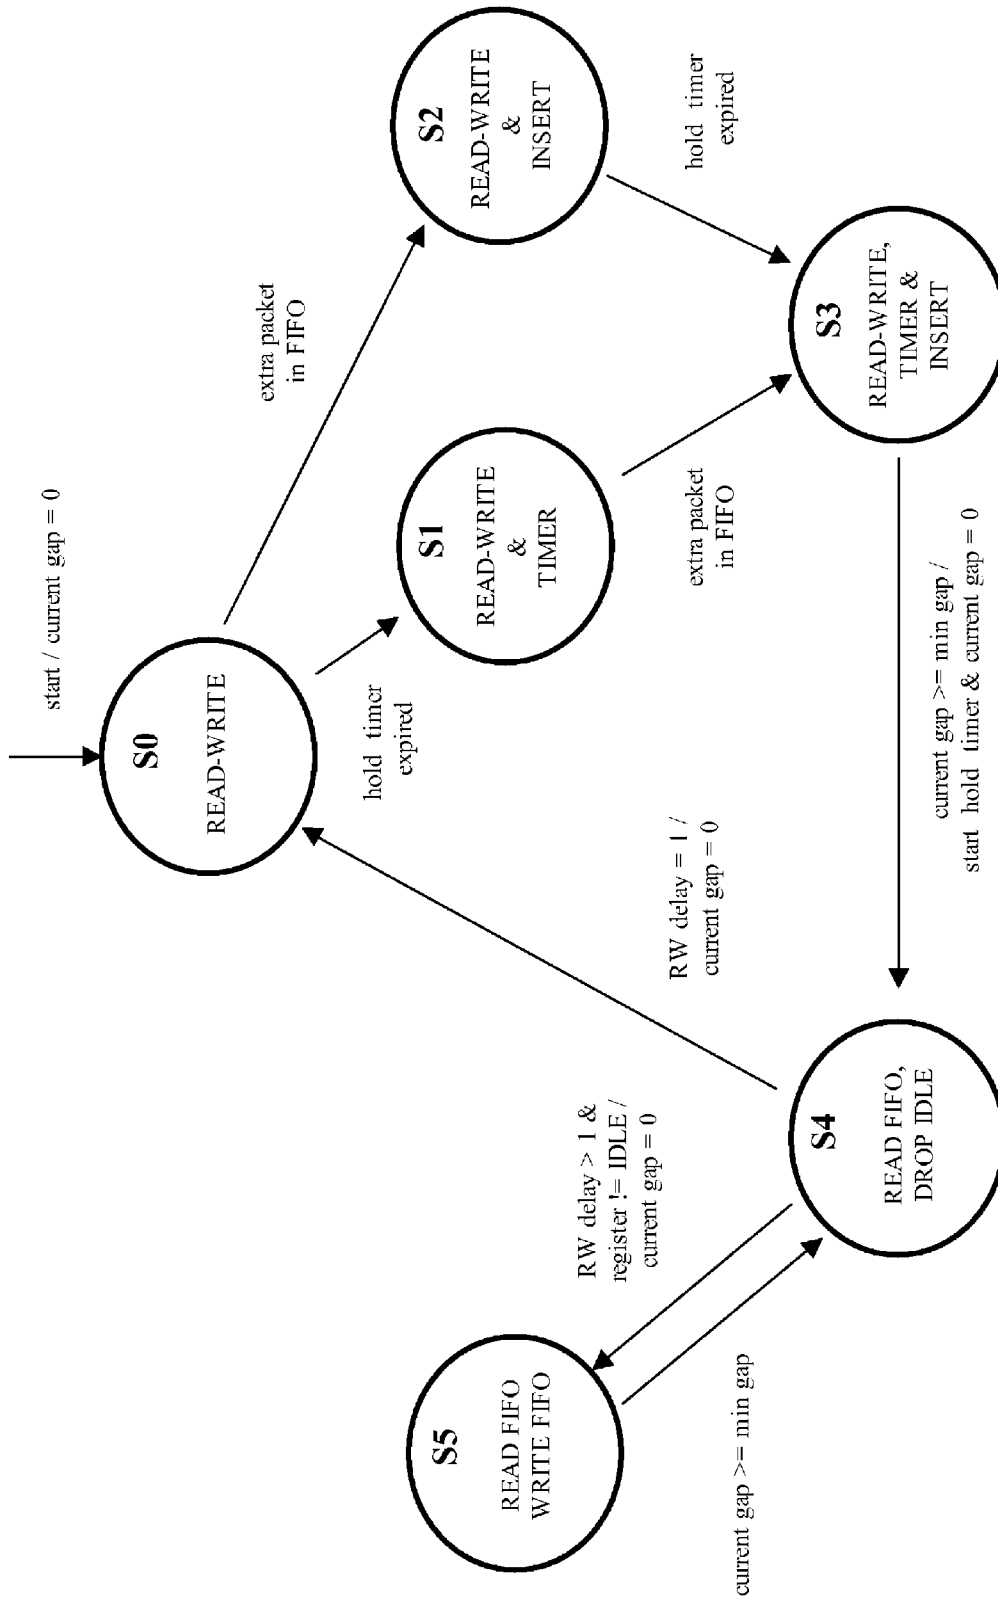 start / current gap = 0
S0
READ-WRITE
extra packet
in FIFO
hold timer
expired
S2
READ-WRITE
&
INSERT
S1
READ-WRITE
&
TIMER
hold timer
expired
extra packet
in FIFO
S3
READ-WRITE,
TIMER &
INSERT
RW delay = 1 /
current gap = 0
current gap >= min gap /
start hold timer & current gap = 0
S4
READ FIFO,
DROP IDLE
RW delay > 1 &
register != IDLE /
current gap = 0
S5
READ FIFO
WRITE FIFO
current gap >= min gap